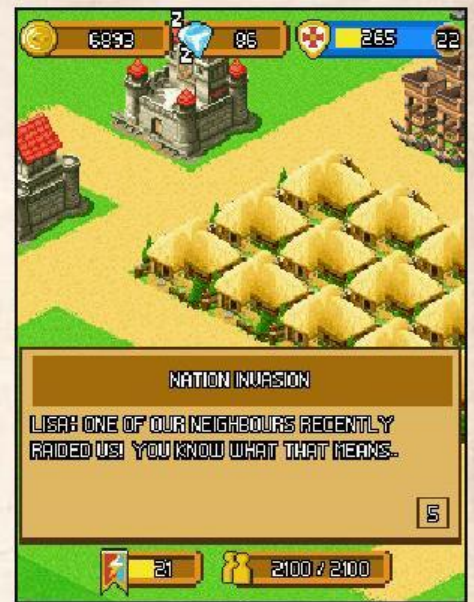 6893 86 265 22
Z
Z
NATION INVASION
LISA: ONE OF OUR NEIGHBOURS RECENTLY
RAIDED US! YOU KNOW WHAT THAT MEANS..
5
21 2100 / 2100